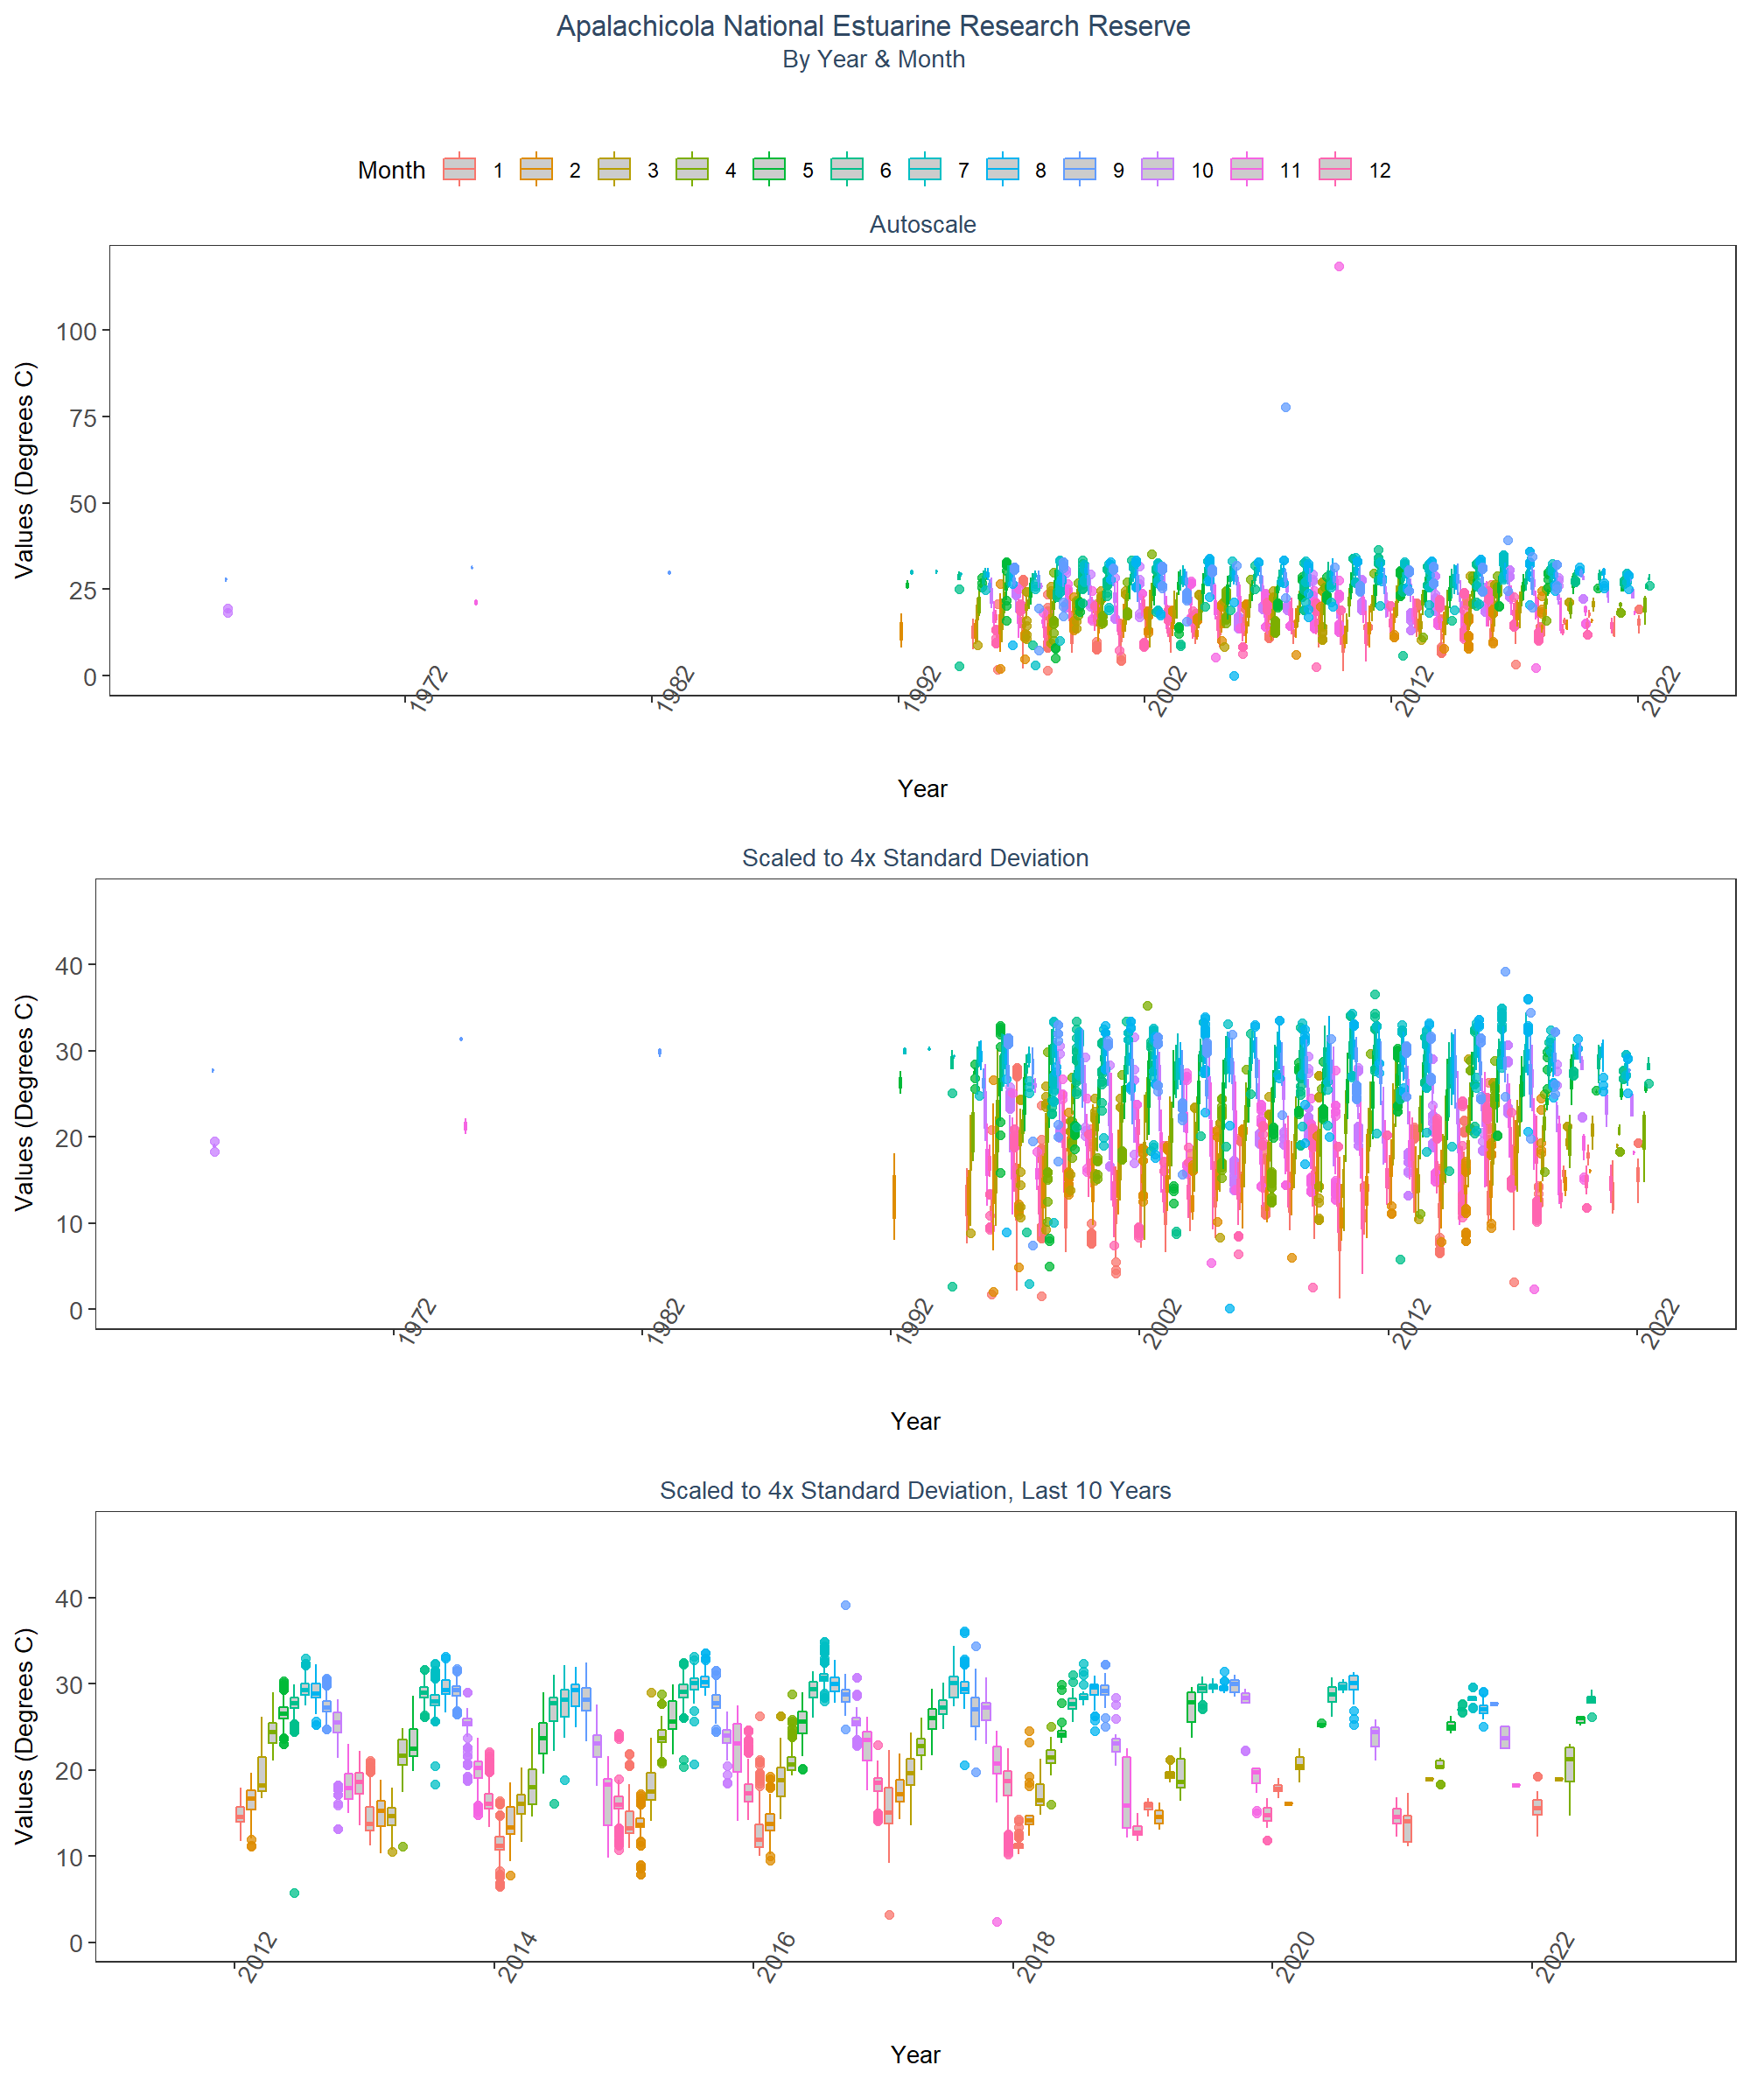 Apalachicola National Estuarine Research Reserve
By Year & Month
Month 1 2 3 4 5 6 7 8 9 10 11 12
Autoscale
Values (Degrees C)
100
75
50
25
0
1972 1982 1992 2002 2012 2022
Year
Scaled to 4x Standard Deviation
Values (Degrees C)
40
30
20
10
0
1972 1982 1992 2002 2012 2022
Year
Scaled to 4x Standard Deviation, Last 10 Years
Values (Degrees C)
40
30
20
10
0
2012 2014 2016 2018 2020 2022
Year